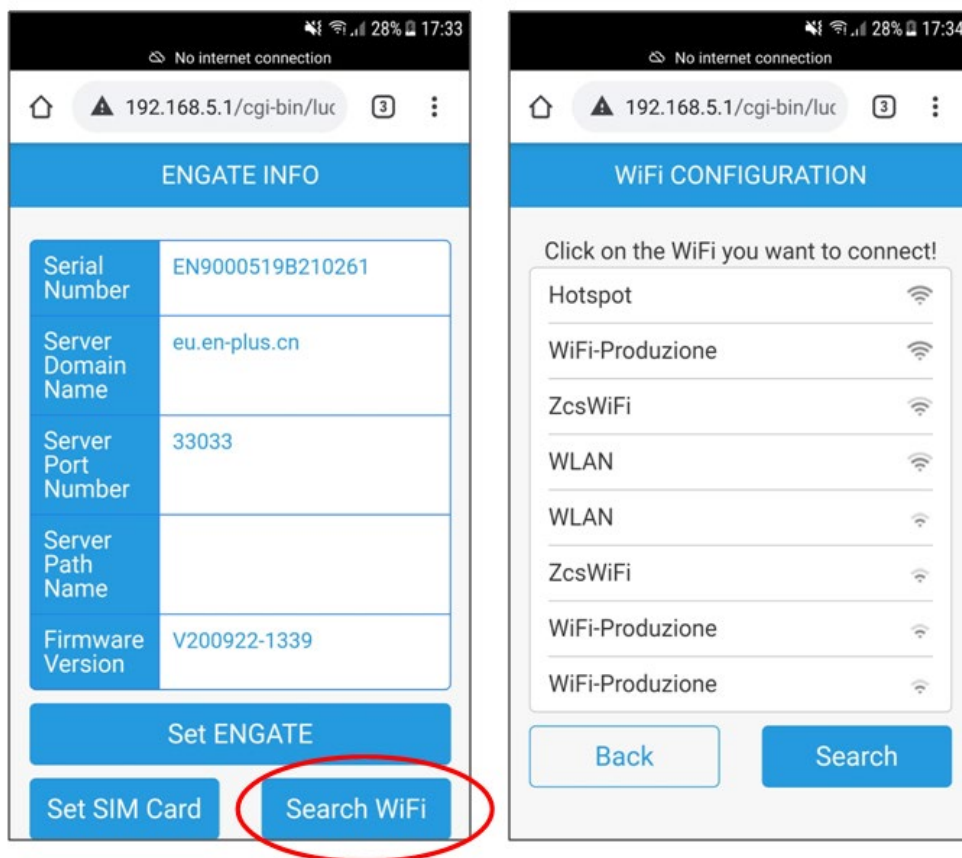 28% 17:33
No internet connection
192.168.5.1/cgi-bin/luc 3
ENGATE INFO
Serial
Number
EN9000519B210261
Server
Domain
Name
eu.en-plus.cn
Server
Port
Number
33033
Server
Path
Name
Firmware
Version
V200922-1339
Set ENGATE
Set SIM Card
Search WiFi
28% 17:34
No internet connection
192.168.5.1/cgi-bin/luc 3
WiFi CONFIGURATION
Click on the WiFi you want to connect!
Hotspot
WiFi-Produzione
ZcsWiFi
WLAN
WLAN
ZcsWiFi
WiFi-Produzione
WiFi-Produzione
Back
Search